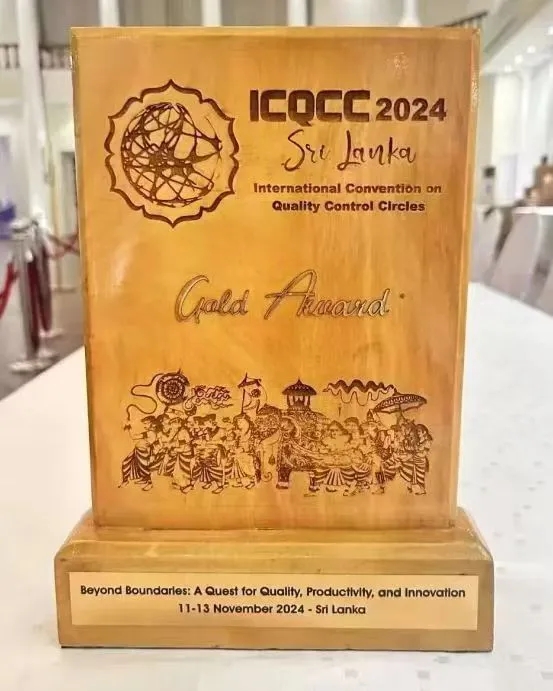 ICQCC 2024
Sri Lanka
International Convention on
Quality Control Circles
Gold Award
Beyond Boundaries: A Quest for Quality, Productivity, and Innovation
11-13 November 2024 - Sri Lanka